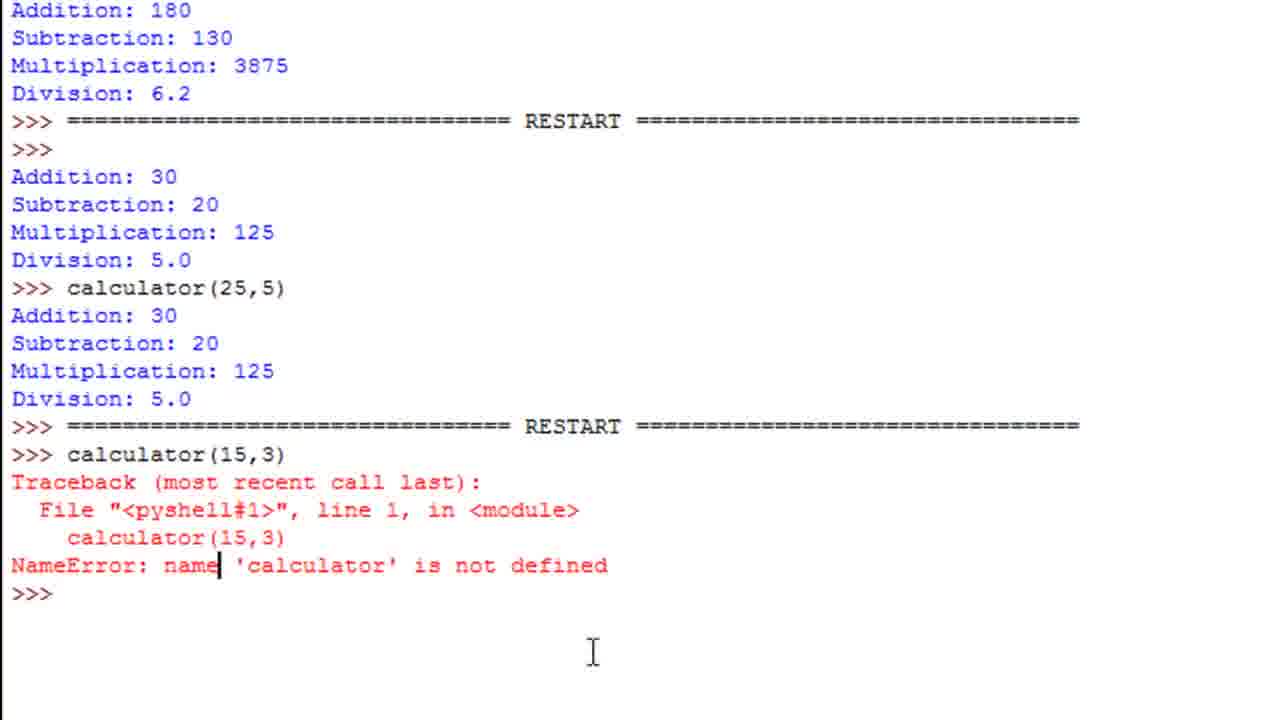 Addition: 180
Subtraction: 130
Multiplication: 3875
Division: 6.2
>>> ================================ RESTART ================================
>>>
Addition: 30
Subtraction: 20
Multiplication: 125
Division: 5.0
>>> calculator(25,5)
Addition: 30
Subtraction: 20
Multiplication: 125
Division: 5.0
>>> ================================ RESTART ================================
>>> calculator(15,3)
Traceback (most recent call last):
  File "<pyshell#1>", line 1, in <module>
    calculator(15,3)
NameError: name 'calculator' is not defined
>>>